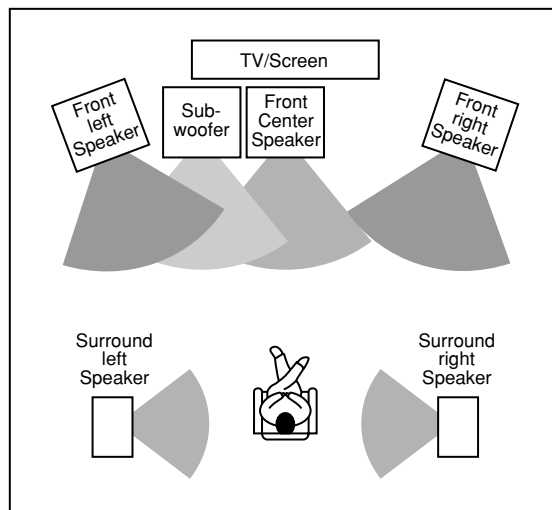 TV/Screen
Front
left
Speaker
Sub-
woofer
Front
Center
Speaker
Front
right
Speaker
Surround
left
Speaker
Surround
right
Speaker